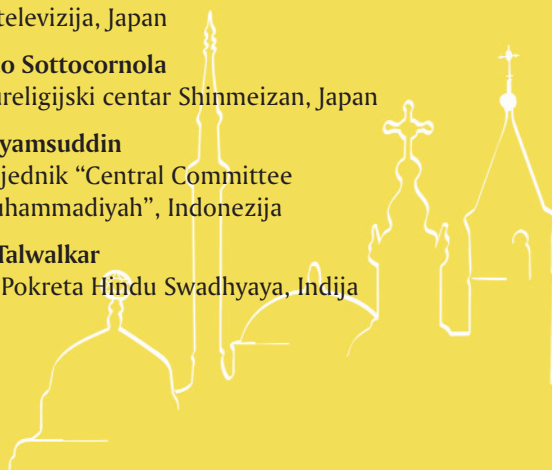 televizija, Japan
o Sottocornola
religijski centar Shinmeizan, Japan
yamsuddin
jednik “Central Committee
uhammadiyah”, Indonezija
Talwalkar
Pokreta Hindu Swadhyaya, Indija